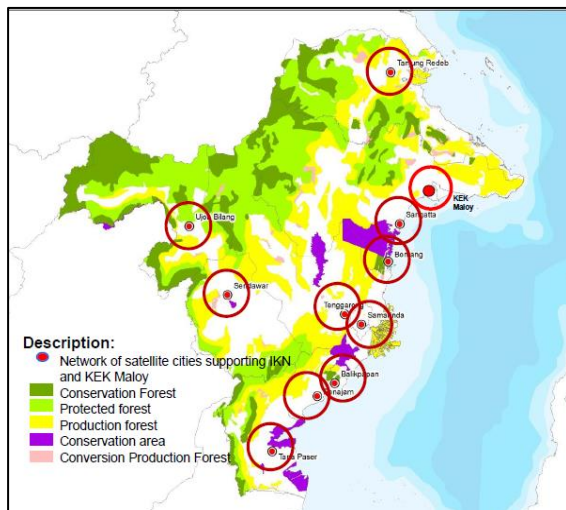 Tanjung Redeb
KEK
Maloy
Sangatta
Ujoh Bilang
Bontang
Sendawar
Tenggarong
Samarinda
Balikpapan
Penajam
Tana Paser
Description:
Network of satellite cities supporting IKN
and KEK Maloy
Conservation Forest
Protected forest
Production forest
Conservation area
Conversion Production Forest